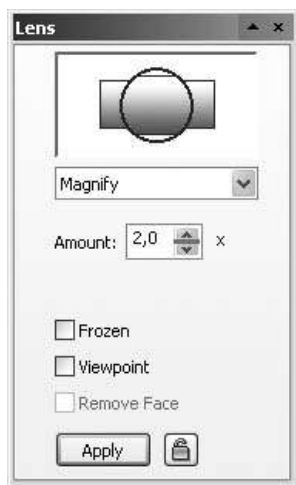 Lens
Magnify
Amount: 2,0 x
Frozen
Viewpoint
Remove Face
Apply